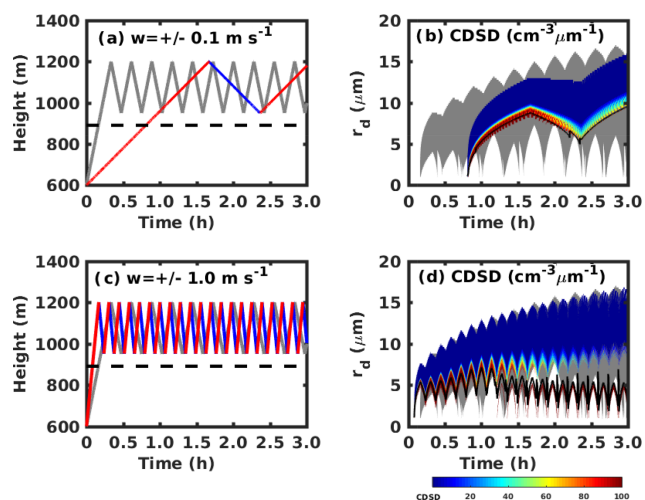 (a) w=+/- 0.1 m s⁻¹
1400
1200
1000
800
600
Height (m)
0 0.5 1.0 1.5 2.0 2.5 3.0
Time (h)
(b) CDSD (cm⁻³μm⁻¹)
20
15
10
5
0
r_d (μm)
0 0.5 1.0 1.5 2.0 2.5 3.0
Time (h)
(c) w=+/- 1.0 m s⁻¹
1400
1200
1000
800
600
Height (m)
0 0.5 1.0 1.5 2.0 2.5 3.0
Time (h)
(d) CDSD (cm⁻³μm⁻¹)
20
15
10
5
0
r_d (μm)
0 0.5 1.0 1.5 2.0 2.5 3.0
Time (h)
CDSD 20 40 60 80 100